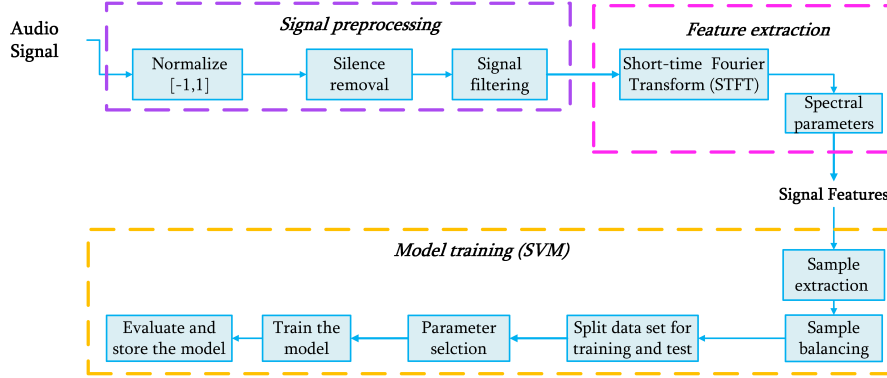 Audio
Signal
Signal preprocessing
Normalize
[-1,1]
Silence
removal
Signal
filtering
Feature extraction
Short-time Fourier
Transform (STFT)
Spectral
parameters
Signal Features
Model training (SVM)
Sample
extraction
Sample
balancing
Split data set for
training and test
Parameter
selction
Train the
model
Evaluate and
store the model